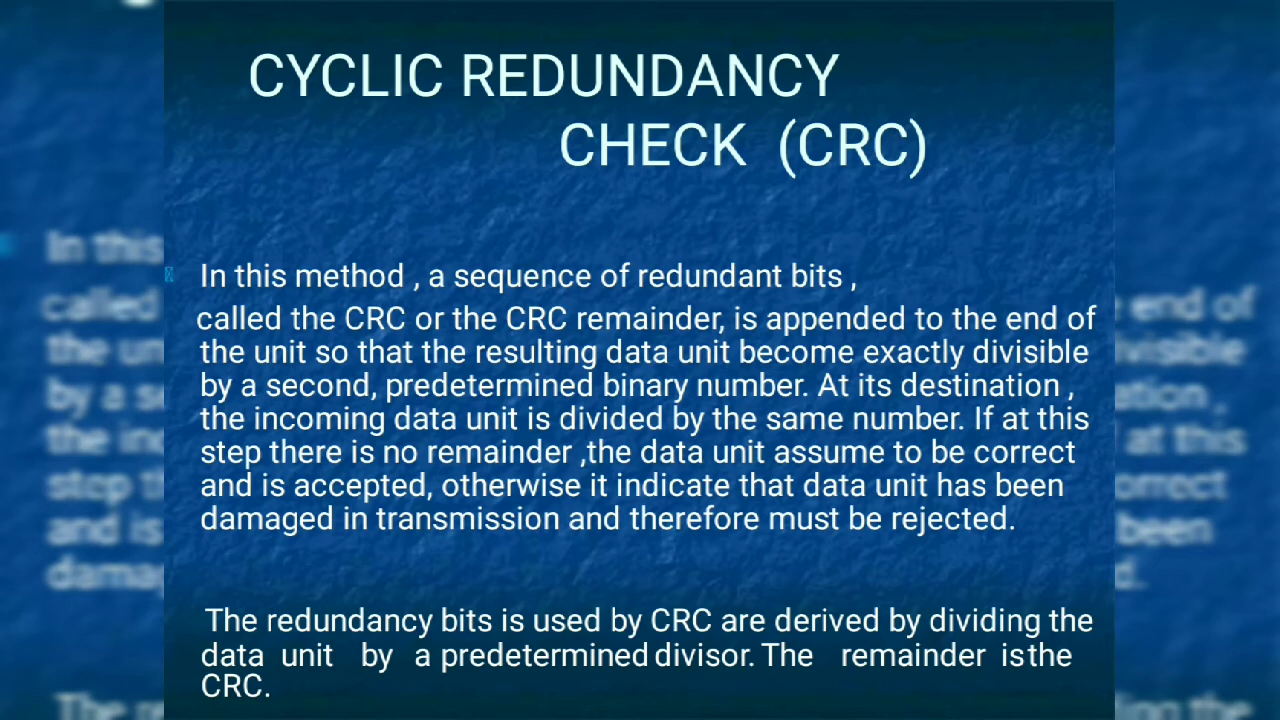 CYCLIC REDUNDANCY
CHECK (CRC)
In this method , a sequence of redundant bits ,
called the CRC or the CRC remainder, is appended to the end of
the unit so that the resulting data unit become exactly divisible
by a second, predetermined binary number. At its destination ,
the incoming data unit is divided by the same number. If at this
step there is no remainder ,the data unit assume to be correct
and is accepted, otherwise it indicate that data unit has been
damaged in transmission and therefore must be rejected.
The redundancy bits is used by CRC are derived by dividing the
data unit by a predetermined divisor. The remainder is the
CRC.